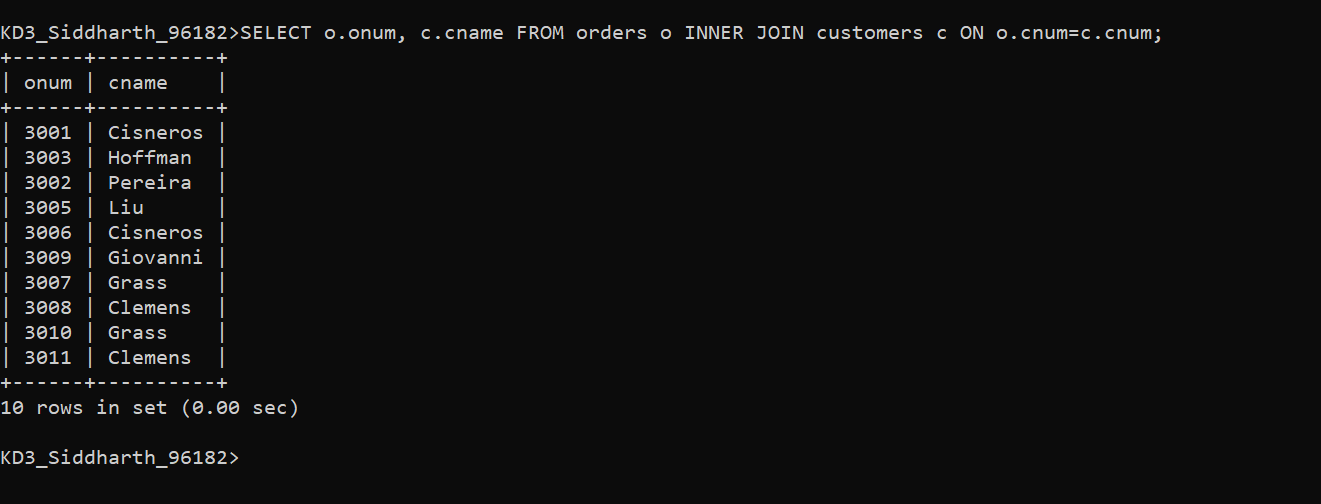 KD3_Siddharth_96182>SELECT o.onum, c.cname FROM orders o INNER JOIN customers c ON o.cnum=c.cnum;
+------+----------+
| onum | cname    |
+------+----------+
| 3001 | Cisneros |
| 3003 | Hoffman  |
| 3002 | Pereira  |
| 3005 | Liu      |
| 3006 | Cisneros |
| 3009 | Giovanni |
| 3007 | Grass    |
| 3008 | Clemens  |
| 3010 | Grass    |
| 3011 | Clemens  |
+------+----------+
10 rows in set (0.00 sec)
KD3_Siddharth_96182>